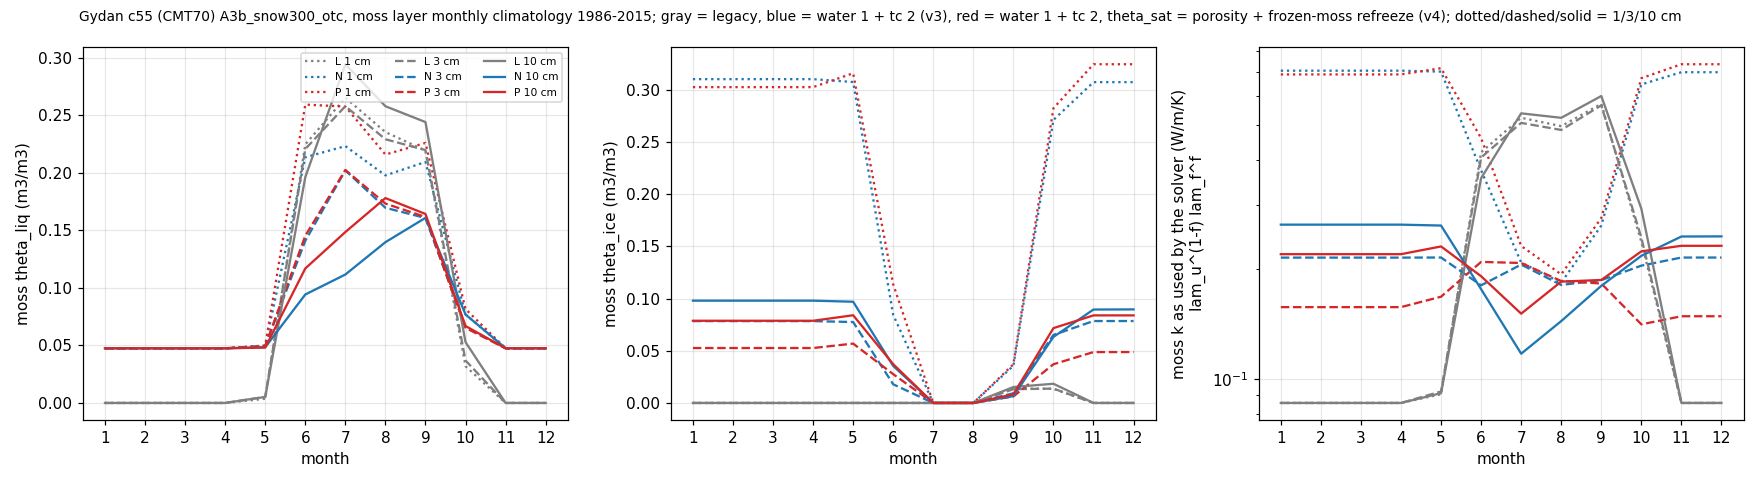 Gydan c55 (CMT70) A3b_snow300_otc, moss layer monthly climatology 1986-2015; gray = legacy, blue = water 1 + tc 2 (v3), red = water 1 + tc 2, theta_sat = porosity + frozen-moss refreeze (v4); dotted/dashed/solid = 1/3/10 cm
moss theta_liq (m3/m3)
0.30
0.25
0.20
0.15
0.10
0.05
0.00
L 1 cm
N 1 cm
P 1 cm
L 3 cm
N 3 cm
P 3 cm
L 10 cm
N 10 cm
P 10 cm
1 2 3 4 5 6 7 8 9 10 11 12
month
moss theta_ice (m3/m3)
0.30
0.25
0.20
0.15
0.10
0.05
0.00
1 2 3 4 5 6 7 8 9 10 11 12
month
moss k as used by the solver (W/m/K)
lam_u^(1-f) lam_f^f
10^{-1}
1 2 3 4 5 6 7 8 9 10 11 12
month